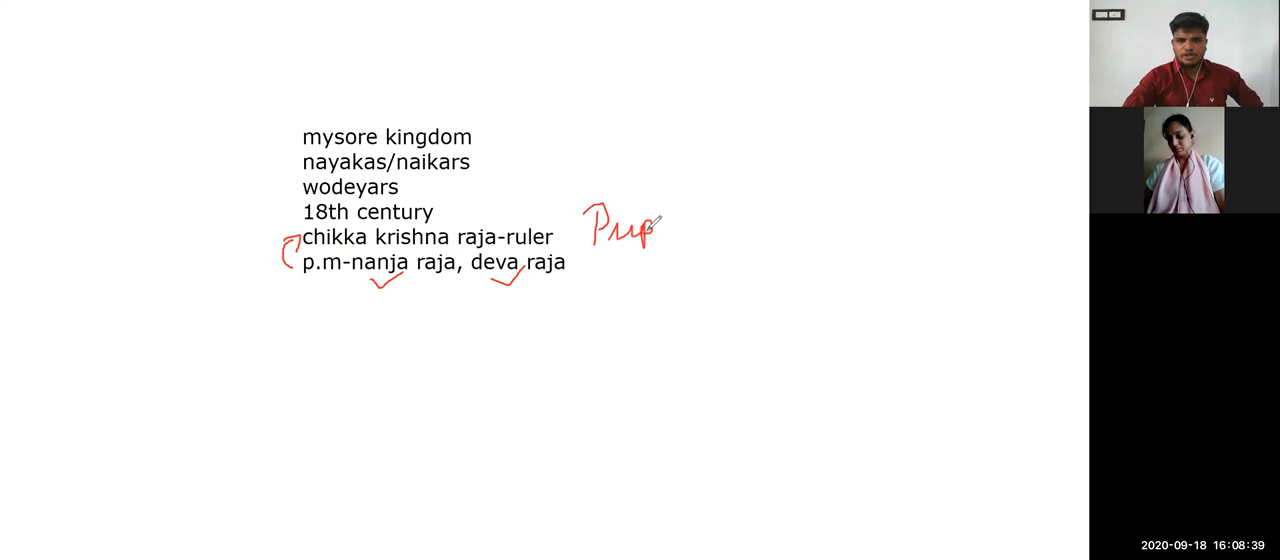 mysore kingdom
nayakas/naikars
wodeyars
18th century
chikka krishna raja-ruler
p.m-nanja raja, deva raja
Pup
2020-09-18 16:08:39